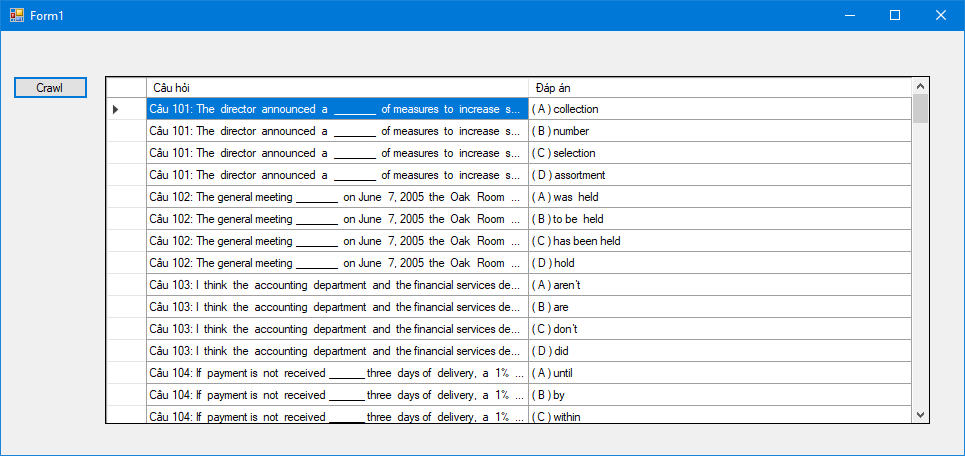 Form1
Crawl
Câu hỏi Đáp án
Câu 101: The director announced a _______ of measures to increase s... ( A ) collection
Câu 101: The director announced a _______ of measures to increase s... ( B ) number
Câu 101: The director announced a _______ of measures to increase s... ( C ) selection
Câu 101: The director announced a _______ of measures to increase s... ( D ) assortment
Câu 102: The general meeting _______ on June 7, 2005 the Oak Room ... ( A ) was held
Câu 102: The general meeting _______ on June 7, 2005 the Oak Room ... ( B ) to be held
Câu 102: The general meeting _______ on June 7, 2005 the Oak Room ... ( C ) has been held
Câu 102: The general meeting _______ on June 7, 2005 the Oak Room ... ( D ) hold
Câu 103: I think the accounting department and the financial services de... ( A ) aren't
Câu 103: I think the accounting department and the financial services de... ( B ) are
Câu 103: I think the accounting department and the financial services de... ( C ) don't
Câu 103: I think the accounting department and the financial services de... ( D ) did
Câu 104: If payment is not received ______ three days of delivery, a 1% ... ( A ) until
Câu 104: If payment is not received ______ three days of delivery, a 1% ... ( B ) by
Câu 104: If payment is not received ______ three days of delivery, a 1% ... ( C ) within